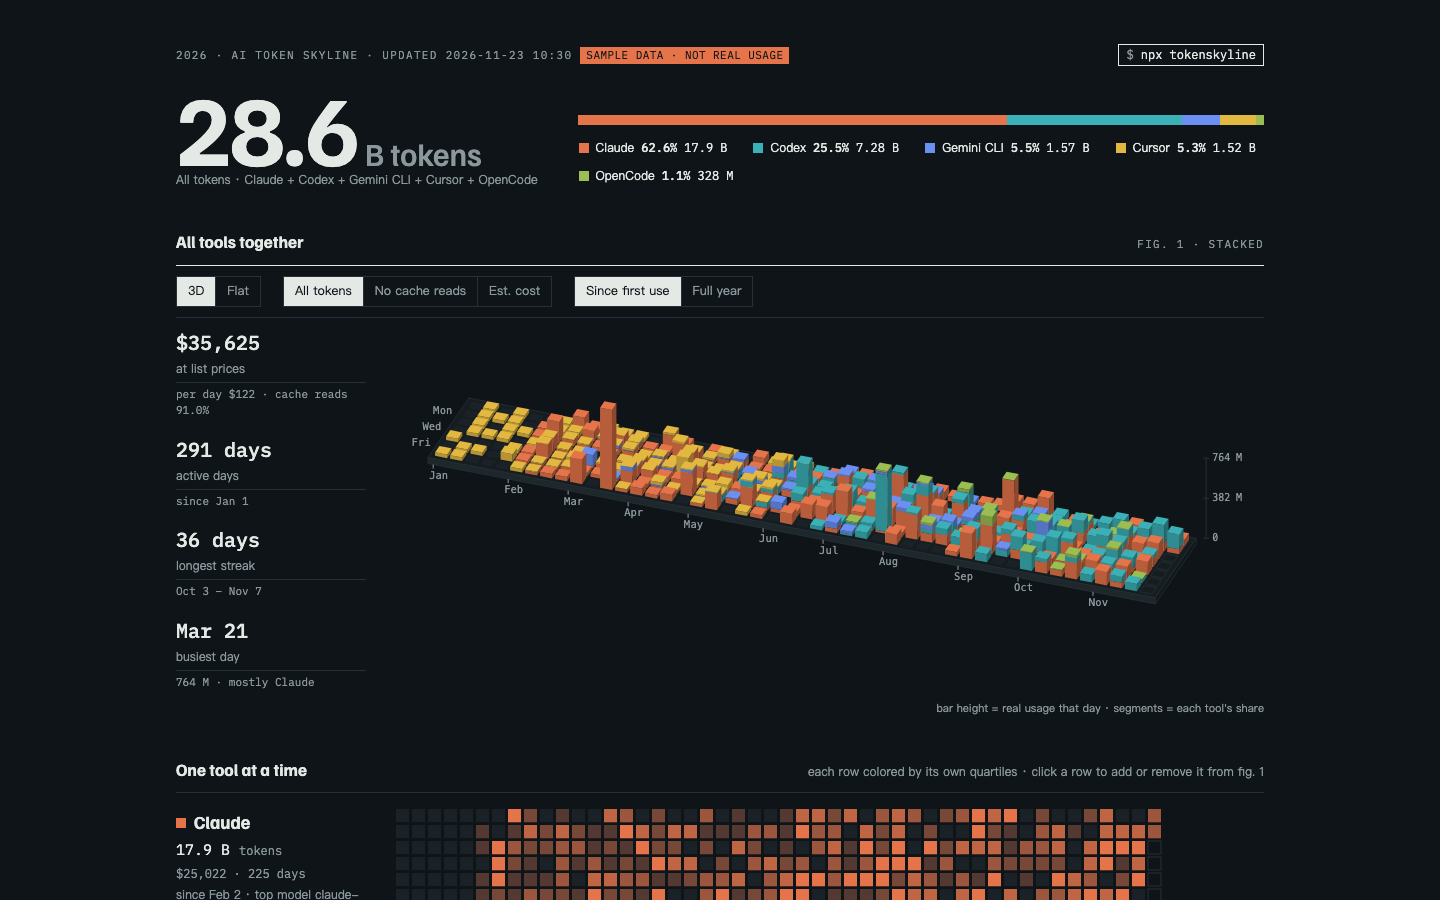 2026 · AI TOKEN SKYLINE · UPDATED 2026-11-23 10:30 SAMPLE DATA · NOT REAL USAGE
$ npx tokenskyline
28.6 B tokens
All tokens · Claude + Codex + Gemini CLI + Cursor + OpenCode
Claude 62.6% 17.9 B
Codex 25.5% 7.28 B
Gemini CLI 5.5% 1.57 B
Cursor 5.3% 1.52 B
OpenCode 1.1% 328 M
All tools together
FIG. 1 · STACKED
3D Flat
All tokens No cache reads Est. cost
Since first use Full year
$35,625
at list prices
per day $122 · cache reads
91.0%
291 days
active days
since Jan 1
36 days
longest streak
Oct 3 – Nov 7
Mar 21
busiest day
764 M · mostly Claude
Mon
Wed
Fri
Jan
Feb
Mar
Apr
May
Jun
Jul
Aug
Sep
Oct
Nov
764 M
382 M
0
bar height = real usage that day · segments = each tool's share
One tool at a time
each row colored by its own quartiles · click a row to add or remove it from fig. 1
Claude
17.9 B tokens
$25,022 · 225 days
since Feb 2 · top model claude–